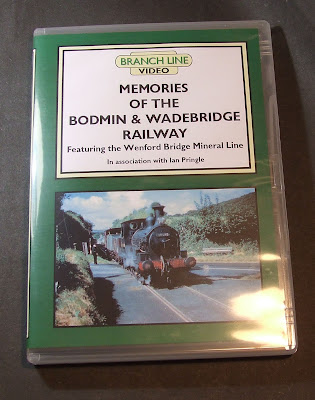 BRANCH LINE
VIDEO
MEMORIES
OF THE
BODMIN & WADEBRIDGE
RAILWAY
Featuring the Wenford Bridge Mineral Line
In association with Ian Pringle